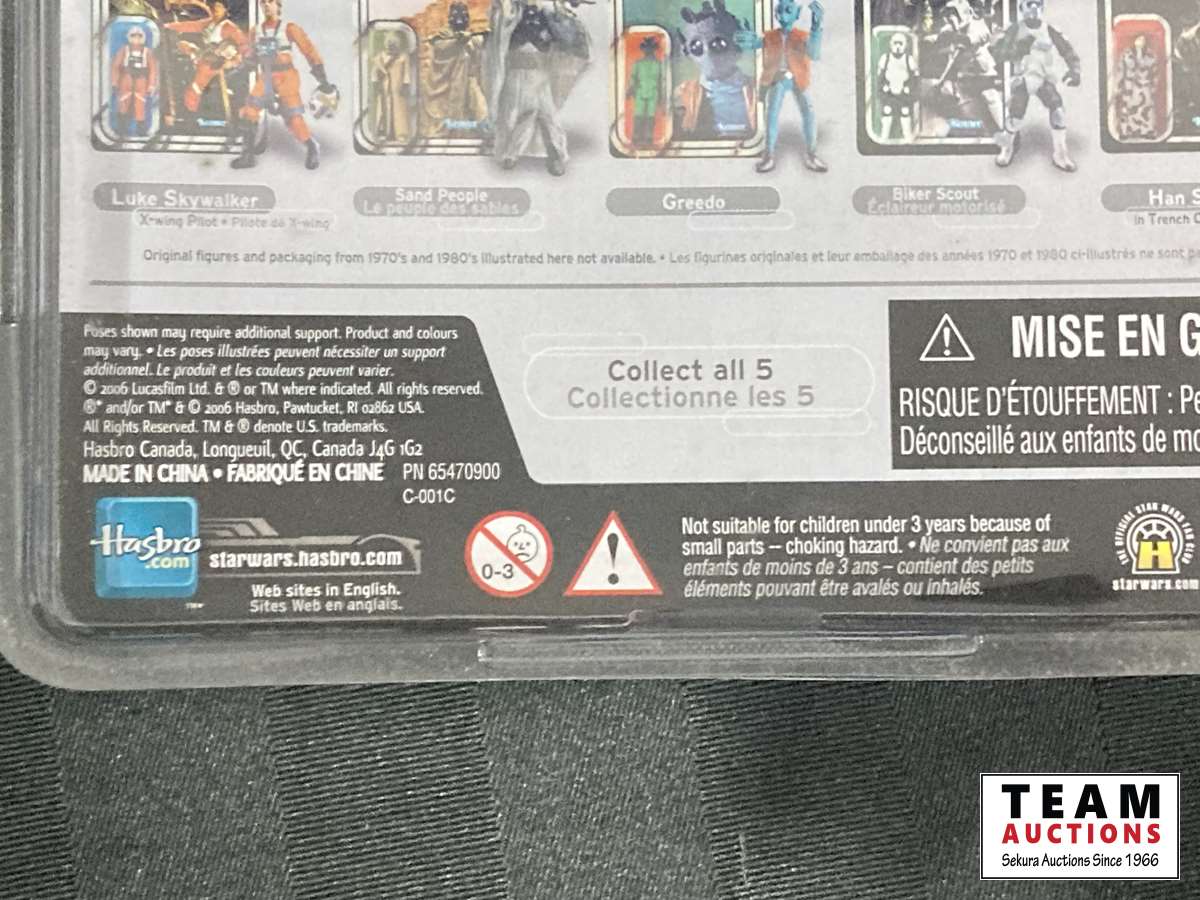 Luke Skywalker
X-wing Pilot • Pilote de X-wing
Sand People
Le peuple des sables
Greedo
Biker Scout
Éclaireur motorisé
Han S
in Trench C
Original figures and packaging from 1970's and 1980's illustrated here not available. • Les figurines originales et leur emballage des années 1970 et 1980 ci-illustrés ne sont pa
Poses shown may require additional support. Product and colours
may vary. • Les poses illustrées peuvent nécessiter un support
additionnel. Le produit et les couleurs peuvent varier.
© 2006 Lucasfilm Ltd. & ® or TM where indicated. All rights reserved.
®* and/or TM* & © 2006 Hasbro, Pawtucket, RI 02862 USA.
All Rights Reserved. TM & ® denote U.S. trademarks.
Hasbro Canada, Longueuil, QC, Canada J4G 1G2
MADE IN CHINA • FABRIQUÉ EN CHINE PN 65470900
C-001C
Collect all 5
Collectionne les 5
MISE EN G
RISQUE D'ÉTOUFFEMENT : Pe
Déconseillé aux enfants de mo
Hasbro
.com
starwars.hasbro.com
Web sites in English.
Sites Web en anglais.
0-3
!
Not suitable for children under 3 years because of
small parts – choking hazard. • Ne convient pas aux
enfants de moins de 3 ans – contient des petits
éléments pouvant être avalés ou inhalés.
THE OFFICIAL STAR WARS FAN CLUB
H
starwars.com
TEAM
AUCTIONS
Sekura Auctions Since 1966